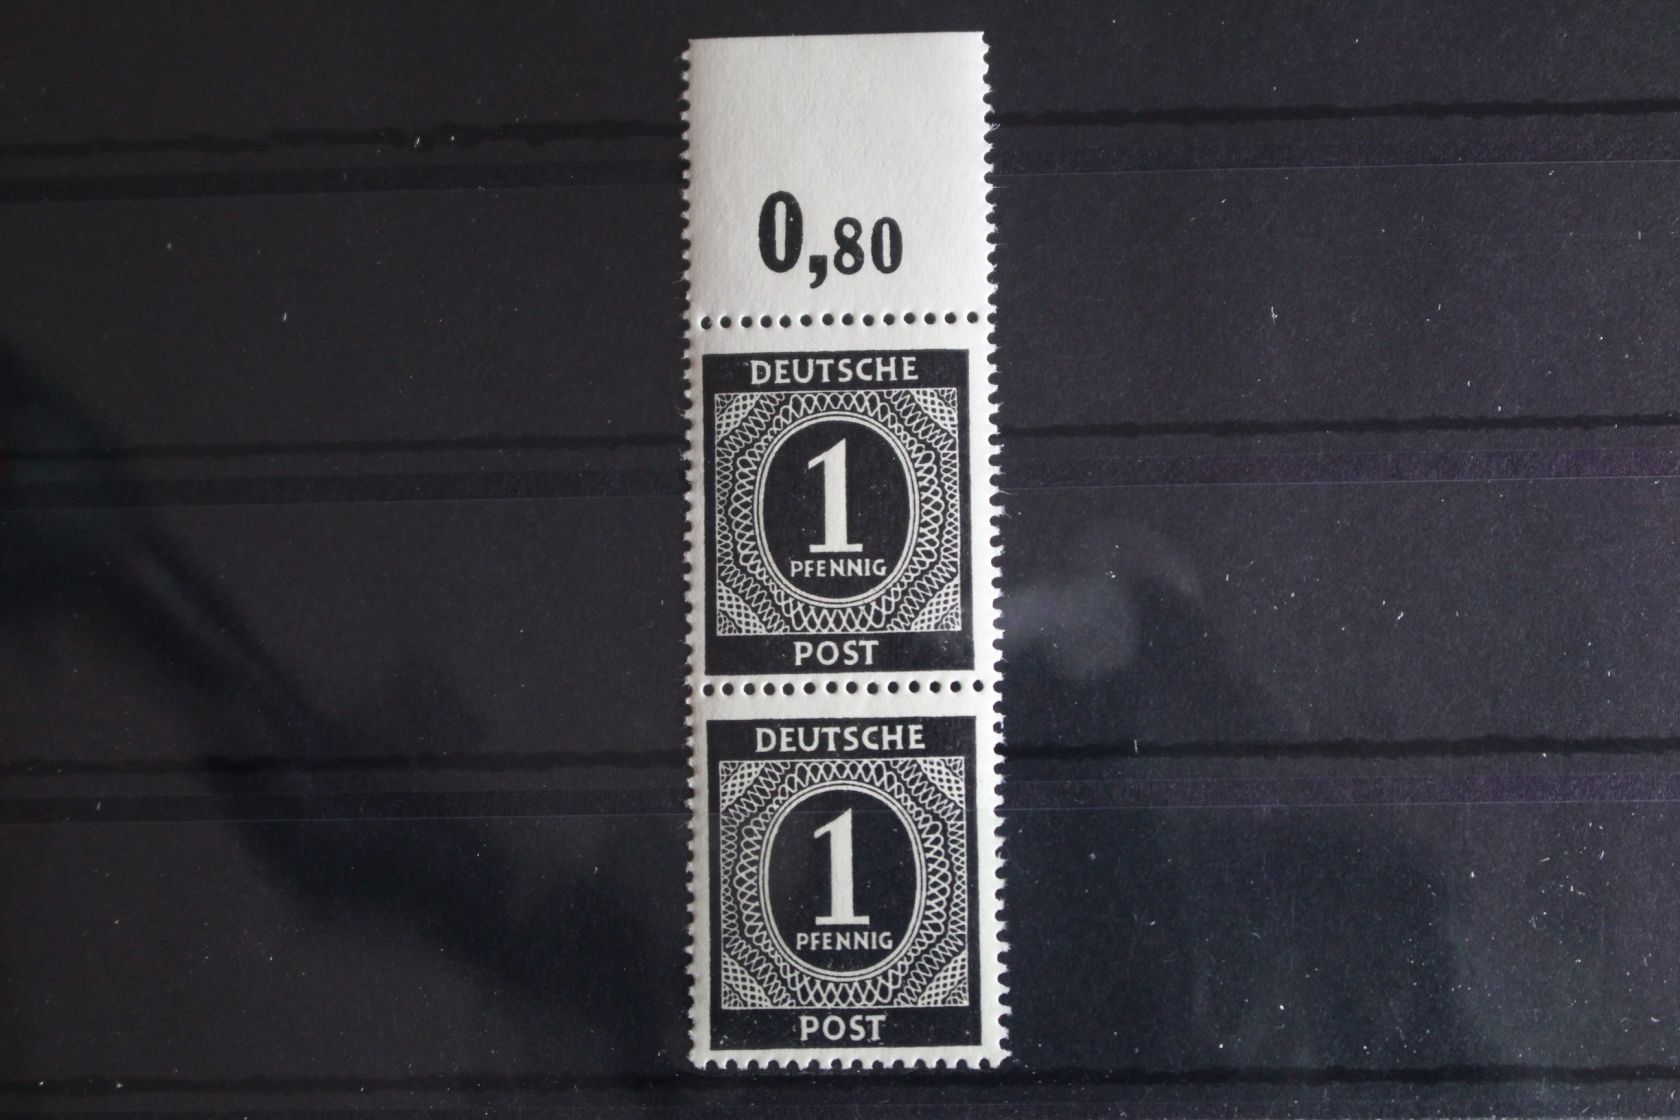 0,80
DEUTSCHE
1
PFENNIG
POST
DEUTSCHE
1
PFENNIG
POST